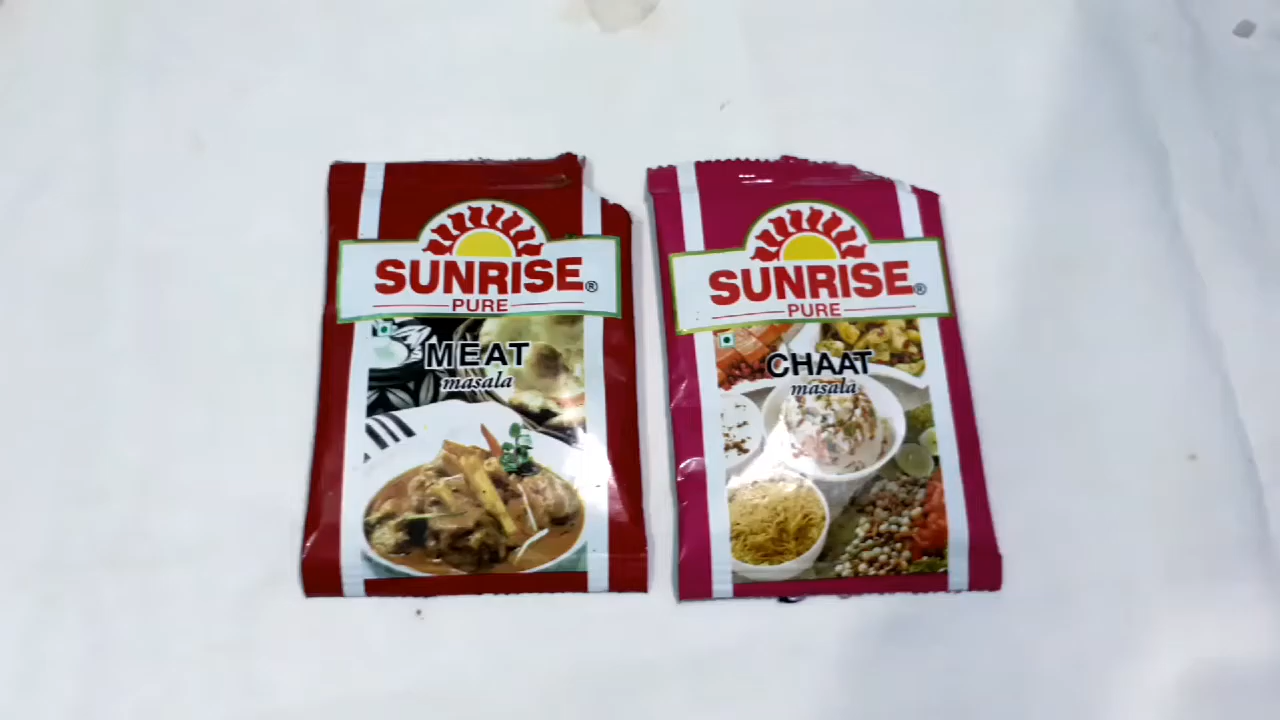 SUNRISE®
PURE
MEAT
masala
SUNRISE®
PURE
CHAAT
masala